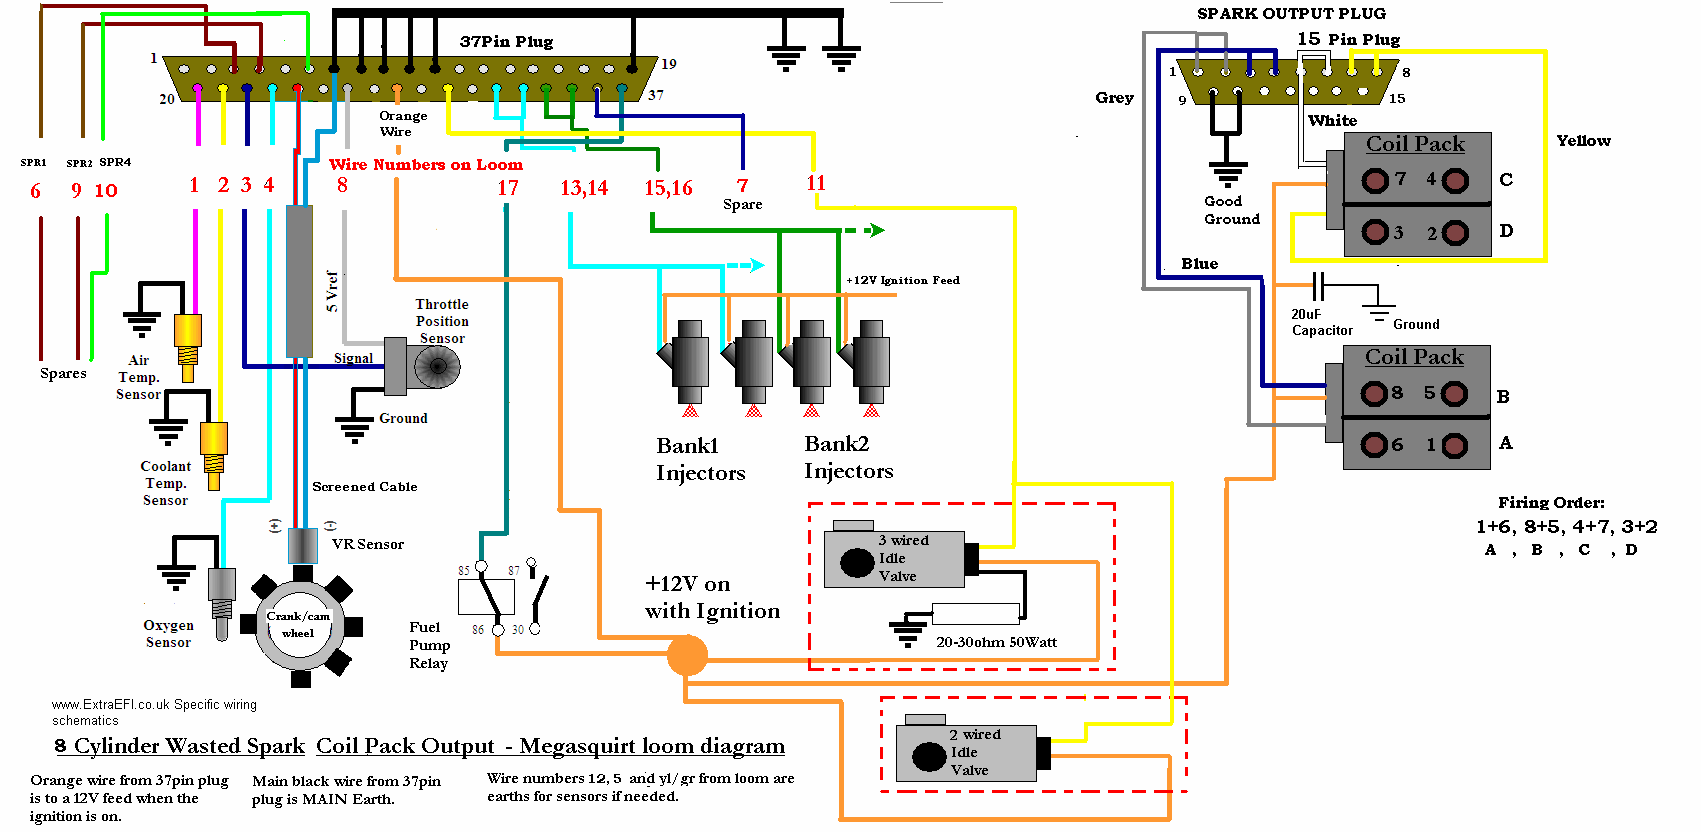 SPARK OUTPUT PLUG
37Pin Plug
15 Pin Plug
1
19
20
37
1
8
9
15
Orange
Wire
Grey
White
Yellow
SPR1
SPR2
SPR4
Wire Numbers on Loom
6
9
10
1
2
3
4
8
17
13,14
15,16
7
11
Spare
Coil Pack
7
4
C
3
2
D
Good
Ground
Blue
+12V Ignition Feed
5 Vref
Throttle
Position
Sensor
20uF
Capacitor
Ground
Air
Temp.
Sensor
Spares
Signal
Ground
Coil Pack
8
5
B
6
1
A
Bank1
Injectors
Bank2
Injectors
Coolant
Temp.
Sensor
Screened Cable
(+)
(-)
VR Sensor
Firing Order:
1+6, 8+5, 4+7, 3+2
A , B , C , D
3 wired
Idle
Valve
85
87
86
30
+12V on
with Ignition
Oxygen
Sensor
Crank/cam
wheel
Fuel
Pump
Relay
20-30ohm 50Watt
www.ExtraEFI.co.uk Specific wiring
schematics
2 wired
Idle
Valve
8 Cylinder Wasted Spark Coil Pack Output - Megasquirt loom diagram
Orange wire from 37pin plug
is to a 12V feed when the
ignition is on.
Main black wire from 37pin
plug is MAIN Earth.
Wire numbers 12, 5 and yl/gr from loom are
earths for sensors if needed.